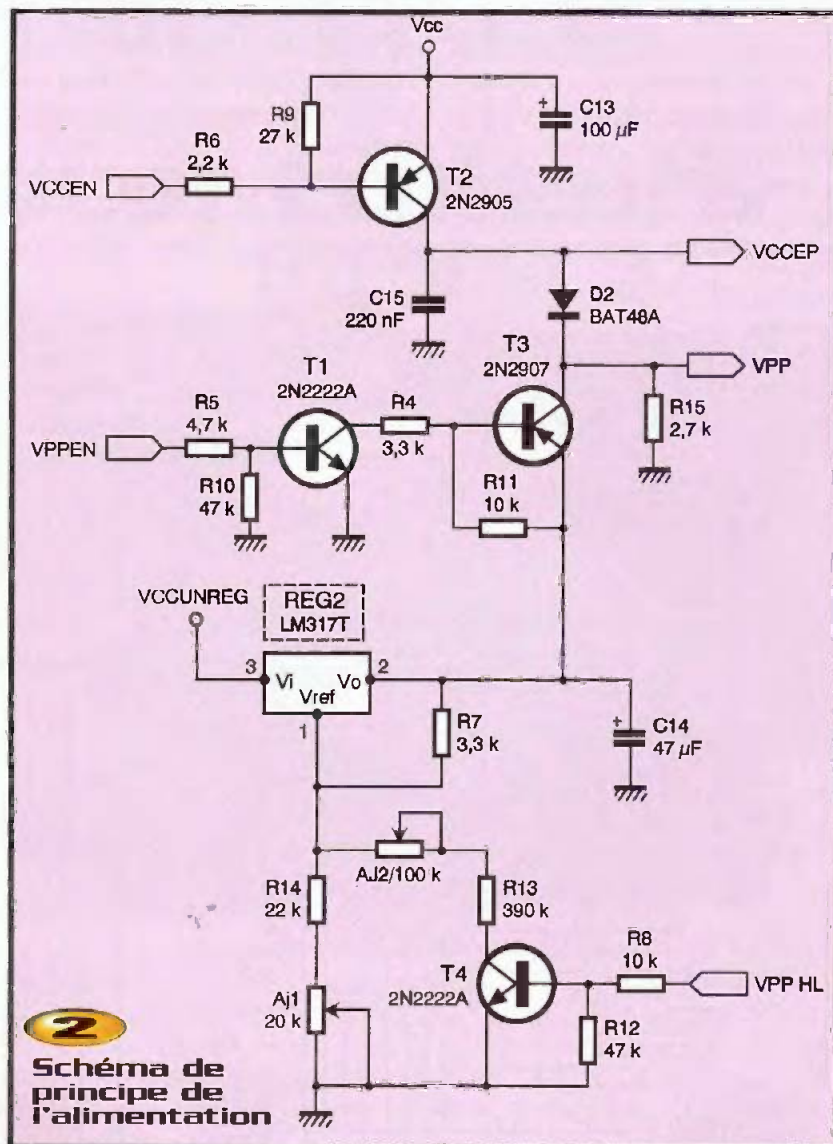 Vcc
R9
27 k
C13
100 µF
+
R6
2,2 k
VCCEN
T2
2N2905
VCCEP
C15
220 nF
D2
BAT48A
T1
2N2222A
T3
2N2907
VPP
R5
4,7 k
R4
3,3 k
R15
2,7 k
VPPEN
R10
47 k
R11
10 k
VCCUNREG
REG2
LM317T
3
Vi
Vo
2
Vref
1
R7
3,3 k
+
C14
47 µF
AJ2/100 k
R14
22 k
R13
390 k
R8
10 k
T4
2N2222A
VPP HL
Aj1
20 k
R12
47 k
2
Schéma de
principe de
l'alimentation